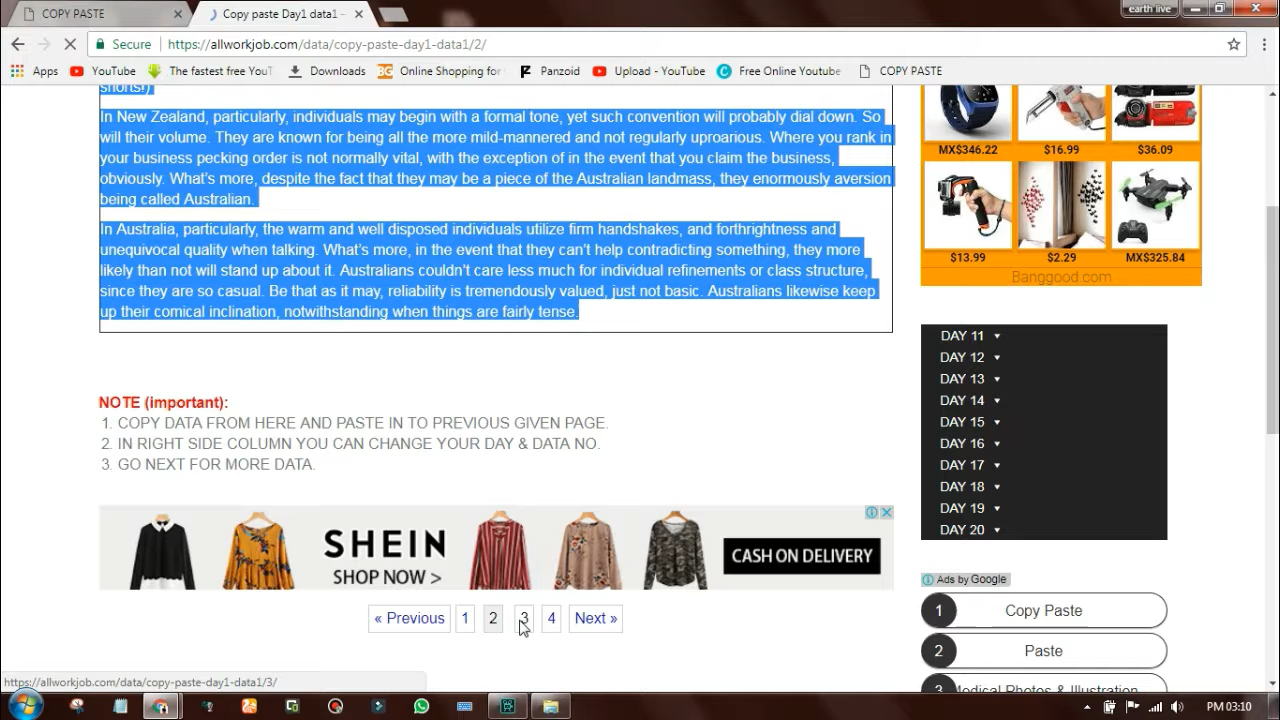 earth live
COPY PASTE
Copy paste Day1 data1 –
Secure
https://allworkjob.com/data/copy-paste-day1-data1/2/
Apps
YouTube
The fastest free YouT
Downloads
Online Shopping for
Panzoid
Upload - YouTube
Free Online Youtube
COPY PASTE
shorts!)
In New Zealand, particularly, individuals may begin with a formal tone, yet such convention will probably dial down. So
will their volume. They are known for being all the more mild-mannered and not regularly uproarious. Where you rank in
your business pecking order is not normally vital, with the exception of in the event that you claim the business,
obviously. What's more, despite the fact that they may be a piece of the Australian landmass, they enormously aversion
being called Australian.
In Australia, particularly, the warm and well disposed individuals utilize firm handshakes, and forthrightness and
unequivocal quality when talking. What's more, in the event that they can't help contradicting something, they more
likely than not will stand up about it. Australians couldn't care less much for individual refinements or class structure,
since they are so casual. Be that as it may, reliability is tremendously valued, just not basic. Australians likewise keep
up their comical inclination, notwithstanding when things are fairly tense.
MX$346.22
$16.99
$36.09
$13.99
$2.29
MX$325.84
Banggood.com
DAY 11
DAY 12
DAY 13
DAY 14
DAY 15
DAY 16
DAY 17
DAY 18
DAY 19
DAY 20
NOTE (important):
1. COPY DATA FROM HERE AND PASTE IN TO PREVIOUS GIVEN PAGE.
2. IN RIGHT SIDE COLUMN YOU CAN CHANGE YOUR DAY & DATA NO.
3. GO NEXT FOR MORE DATA.
SHEIN
SHOP NOW >
CASH ON DELIVERY
« Previous
1
2
3
4
Next »
Ads by Google
1 Copy Paste
2 Paste
3 Medical Photos & Illustration
https://allworkjob.com/data/copy-paste-day1-data1/3/
PM 03:10